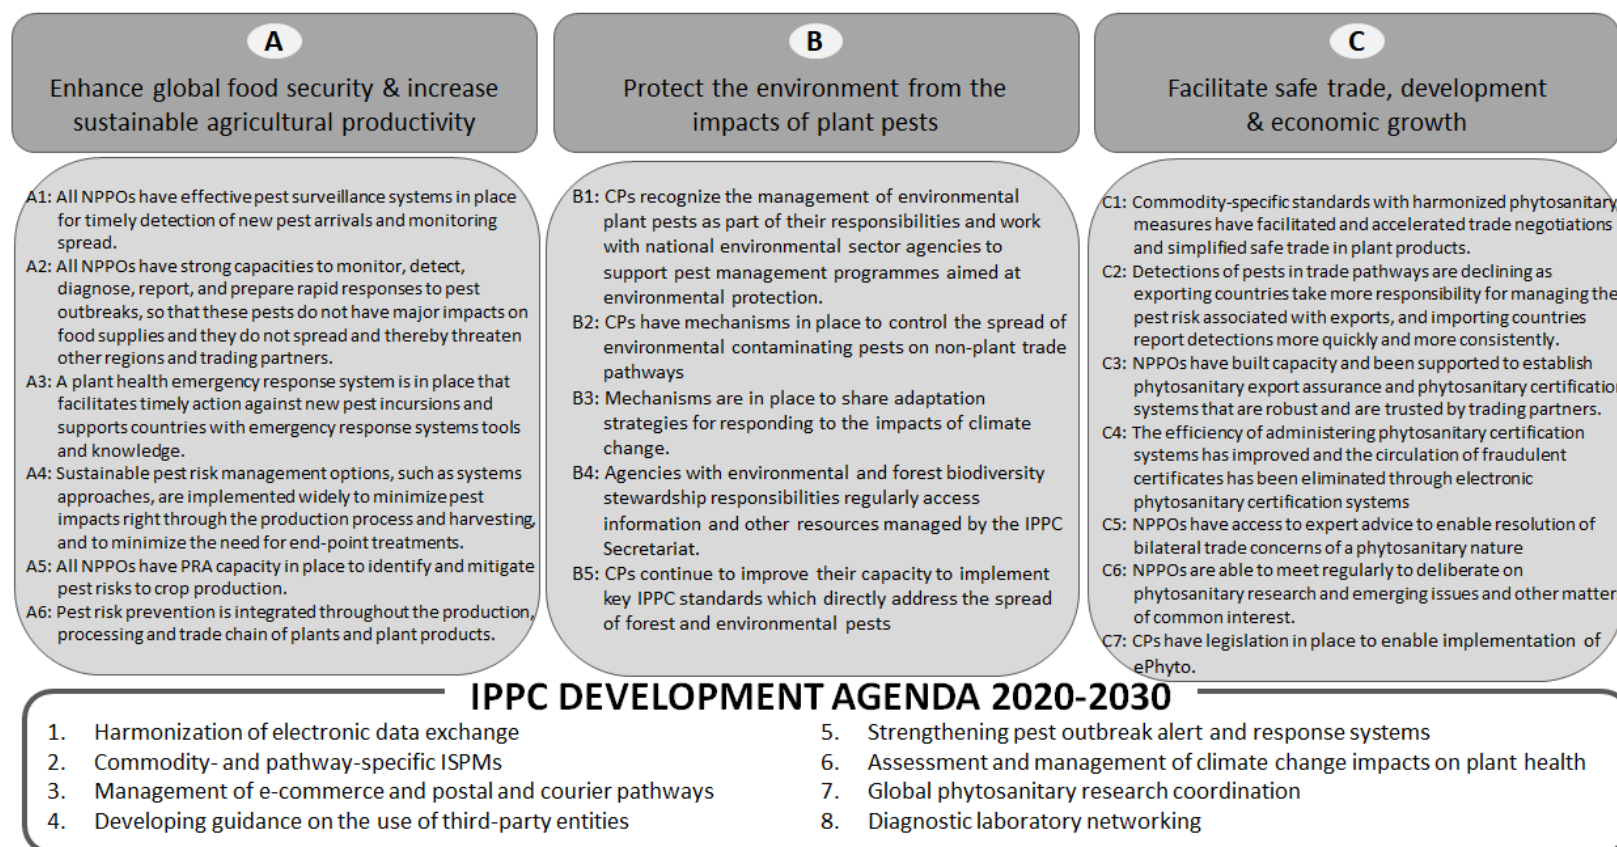 A
Enhance global food security & increase
sustainable agricultural productivity
A1: All NPPOs have effective pest surveillance systems in place
for timely detection of new pest arrivals and monitoring
spread.
A2: All NPPOs have strong capacities to monitor, detect,
diagnose, report, and prepare rapid responses to pest
outbreaks, so that these pests do not have major impacts on
food supplies and they do not spread and thereby threaten
other regions and trading partners.
A3: A plant health emergency response system is in place that
facilitates timely action against new pest incursions and
supports countries with emergency response systems tools
and knowledge.
A4: Sustainable pest risk management options, such as systems
approaches, are implemented widely to minimize pest
impacts right through the production process and harvesting,
and to minimize the need for end-point treatments.
A5: All NPPOs have PRA capacity in place to identify and mitigate
pest risks to crop production.
A6: Pest risk prevention is integrated throughout the production,
processing and trade chain of plants and plant products.
B
Protect the environment from the
impacts of plant pests
B1: CPs recognize the management of environmental
plant pests as part of their responsibilities and work
with national environmental sector agencies to
support pest management programmes aimed at
environmental protection.
B2: CPs have mechanisms in place to control the spread of
environmental contaminating pests on non-plant trade
pathways
B3: Mechanisms are in place to share adaptation
strategies for responding to the impacts of climate
change.
B4: Agencies with environmental and forest biodiversity
stewardship responsibilities regularly access
information and other resources managed by the IPPC
Secretariat.
B5: CPs continue to improve their capacity to implement
key IPPC standards which directly address the spread
of forest and environmental pests
C
Facilitate safe trade, development
& economic growth
C1: Commodity-specific standards with harmonized phytosanitary
measures have facilitated and accelerated trade negotiations
and simplified safe trade in plant products.
C2: Detections of pests in trade pathways are declining as
exporting countries take more responsibility for managing the
pest risk associated with exports, and importing countries
report detections more quickly and more consistently.
C3: NPPOs have built capacity and been supported to establish
phytosanitary export assurance and phytosanitary certification
systems that are robust and are trusted by trading partners.
C4: The efficiency of administering phytosanitary certification
systems has improved and the circulation of fraudulent
certificates has been eliminated through electronic
phytosanitary certification systems
C5: NPPOs have access to expert advice to enable resolution of
bilateral trade concerns of a phytosanitary nature
C6: NPPOs are able to meet regularly to deliberate on
phytosanitary research and emerging issues and other matter
of common interest.
C7: CPs have legislation in place to enable implementation of
ePhyto.
IPPC DEVELOPMENT AGENDA 2020-2030
1. Harmonization of electronic data exchange
2. Commodity- and pathway-specific ISPMs
3. Management of e-commerce and postal and courier pathways
4. Developing guidance on the use of third-party entities
5. Strengthening pest outbreak alert and response systems
6. Assessment and management of climate change impacts on plant health
7. Global phytosanitary research coordination
8. Diagnostic laboratory networking